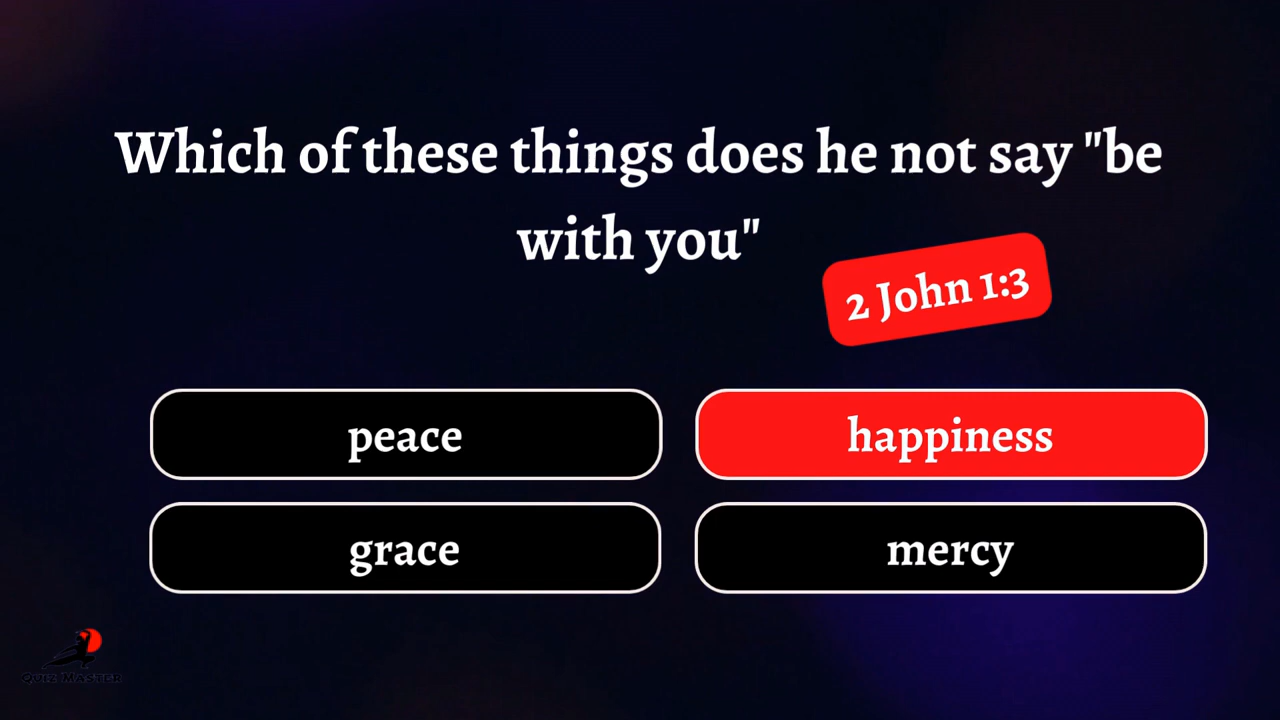 Which of these things does he not say "be
with you"
2 John 1:3
peace
happiness
grace
mercy
Quiz Master